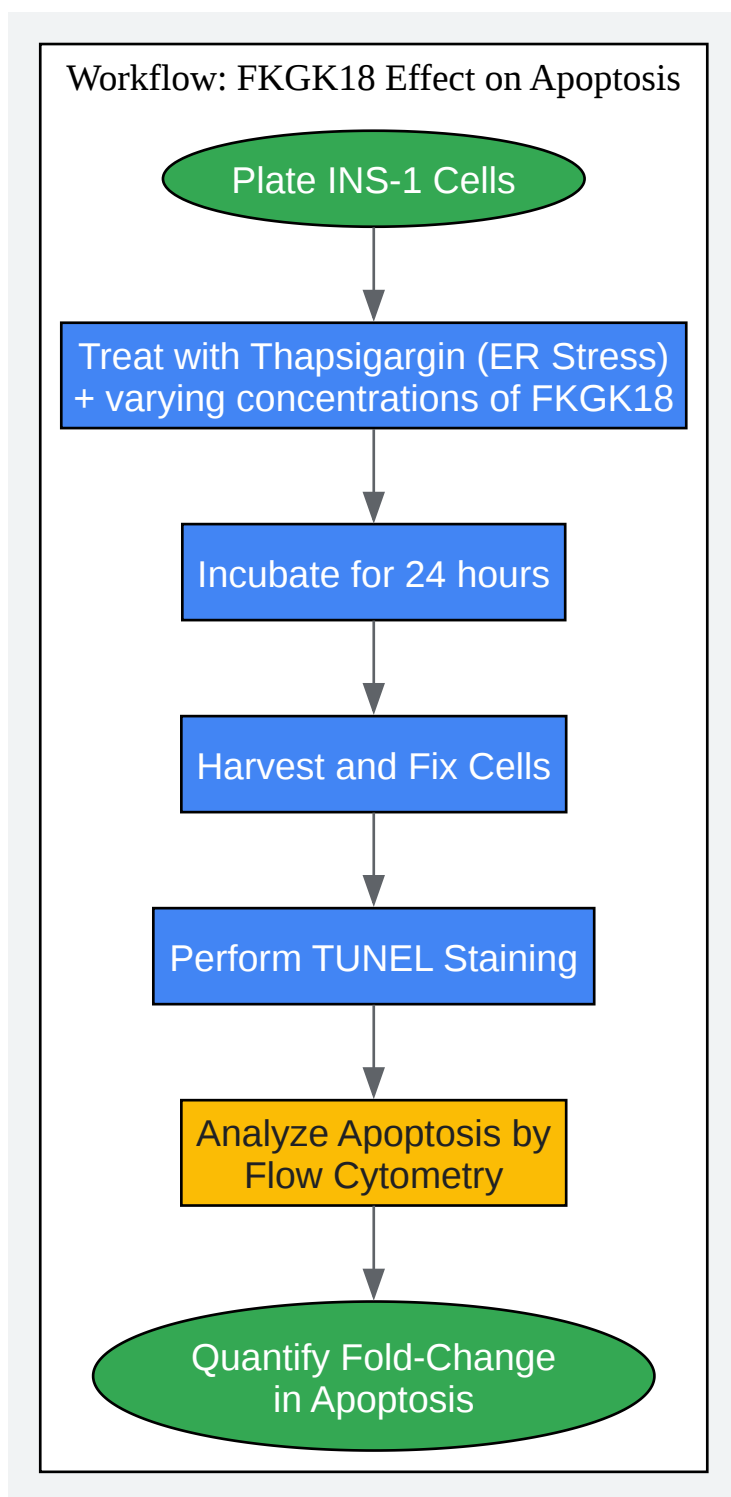 Workflow: FKGK18 Effect on Apoptosis
Plate INS-1 Cells
Treat with Thapsigargin (ER Stress)
+ varying concentrations of FKGK18
Incubate for 24 hours
Harvest and Fix Cells
Perform TUNEL Staining
Analyze Apoptosis by
Flow Cytometry
Quantify Fold-Change
in Apoptosis